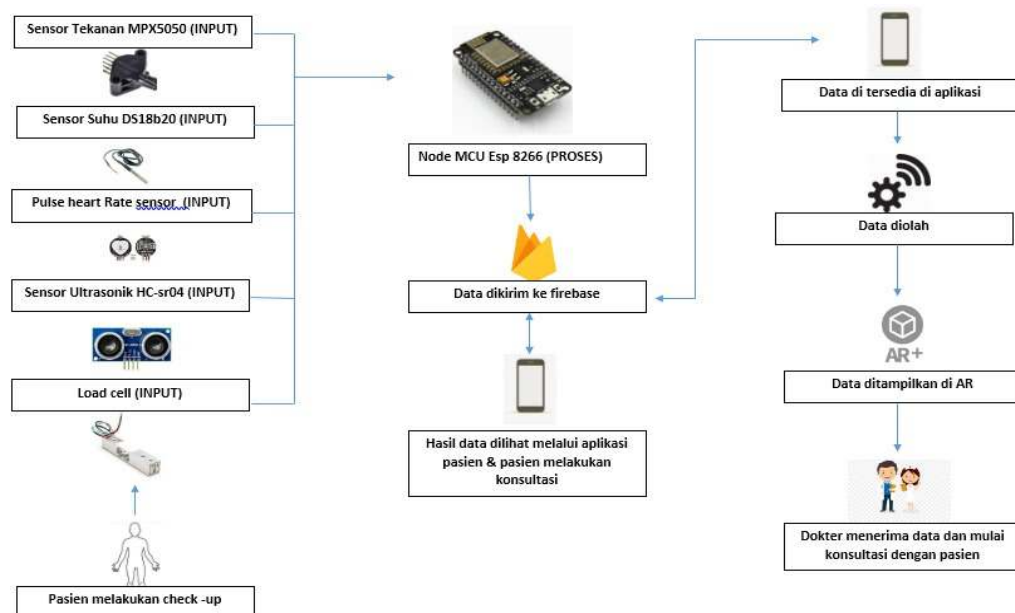 Sensor Tekanan MPX5050 (INPUT)
Sensor Suhu DS18b20 (INPUT)
Pulse heart Rate sensor (INPUT)
Sensor Ultrasonik HC-sr04 (INPUT)
Load cell (INPUT)
Pasien melakukan check -up
Node MCU Esp 8266 (PROSES)
Data dikirim ke firebase
Hasil data dilihat melalui aplikasi
pasien & pasien melakukan
konsultasi
Data di tersedia di aplikasi
Data diolah
AR+
Data ditampilkan di AR
Dokter menerima data dan mulai
konsultasi dengan pasien